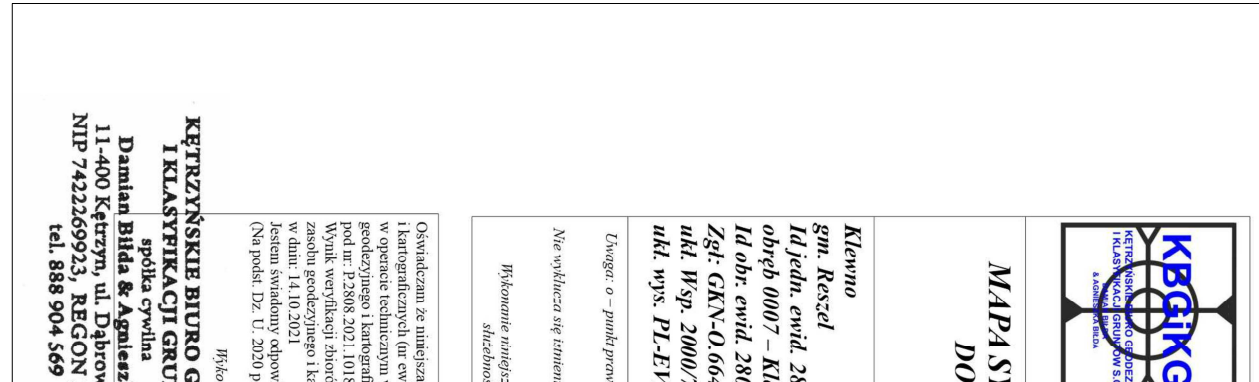 KBGiKG
KĘTRZYŃSKIE BIURO GEODEZ
I KLASYFIKACJI GRUNTÓW S.C
DAMIAN BIŁDA
& AGNIESZKA BIŁDA
MAPA SY
DO
Klewno
gm. Reszel
Id jedn. ewid. 28
obręb 0007 – Kl
Id obr. ewid. 280
Zgł: GKN-O.664
ukł. Wsp. 2000/
ukł. wys. PL-EV
Uwaga: o – punkt praw
Nie wyklucza się istnien
Wykonanie niniejsz
służebnoś
Oświadczam że niniejsza
i kartograficznych (nr ew
w operacie technicznym
geodezyjnego i kartografi
pod nr: P.2808.2021.1018
Wynik weryfikacji zbioró
zasobu geodezyjnego i ka
w dniu: 14.10.2021
Jestem świadomy odpow
(Na podst. Dz. U. 2020 p
Wyko
KĘTRZYŃSKIE BIURO G
I KLASYFIKACJI GRU
spółka cywilna
Damian Biłda & Agniesz
11-400 Kętrzyn, ul. Dąbrow
NIP 7422269923, REGON
tel. 888 904 569